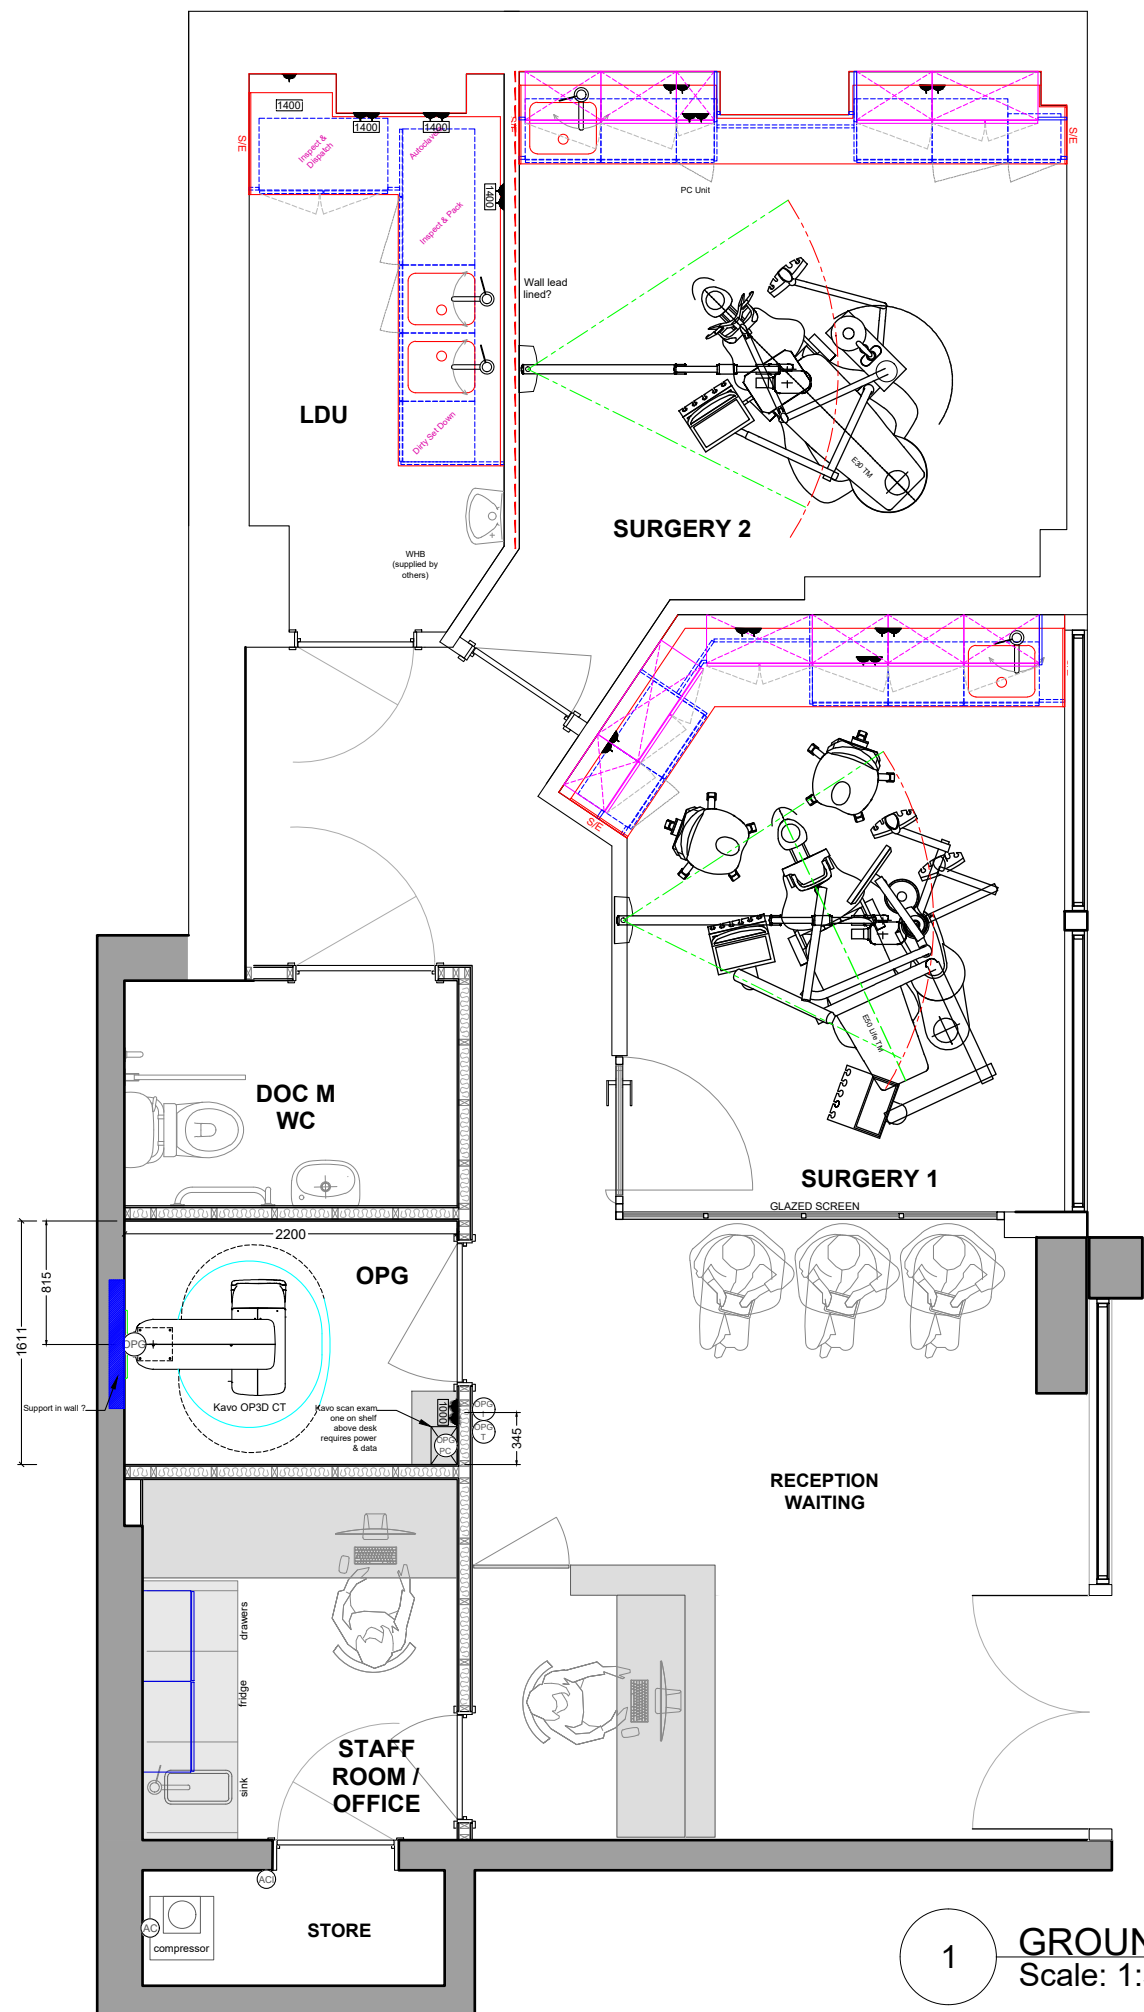 1400
1400
1400
1400
S/E
Inspect &
Dispatch
Autoclave
Inspect & Pack
Dirty Set Down
LDU
WHB
(supplied by
others)
Wall lead
lined?
PC Unit
S/E
E30 TM
SURGERY 2
S/E
E50 Life TM
SURGERY 1
GLAZED SCREEN
DOC M
WC
2200
815
1611
OPG
OPG
Kavo OP3D CT
Support in wall ?
Kavo scan exam
one on shelf
above desk
requires power
& data
1000
OPG
PC
OPG
OPG
T
345
RECEPTION
WAITING
drawers
fridge
sink
STAFF
ROOM /
OFFICE
ACI
AC
compressor
STORE
1
GROUN
Scale: 1: